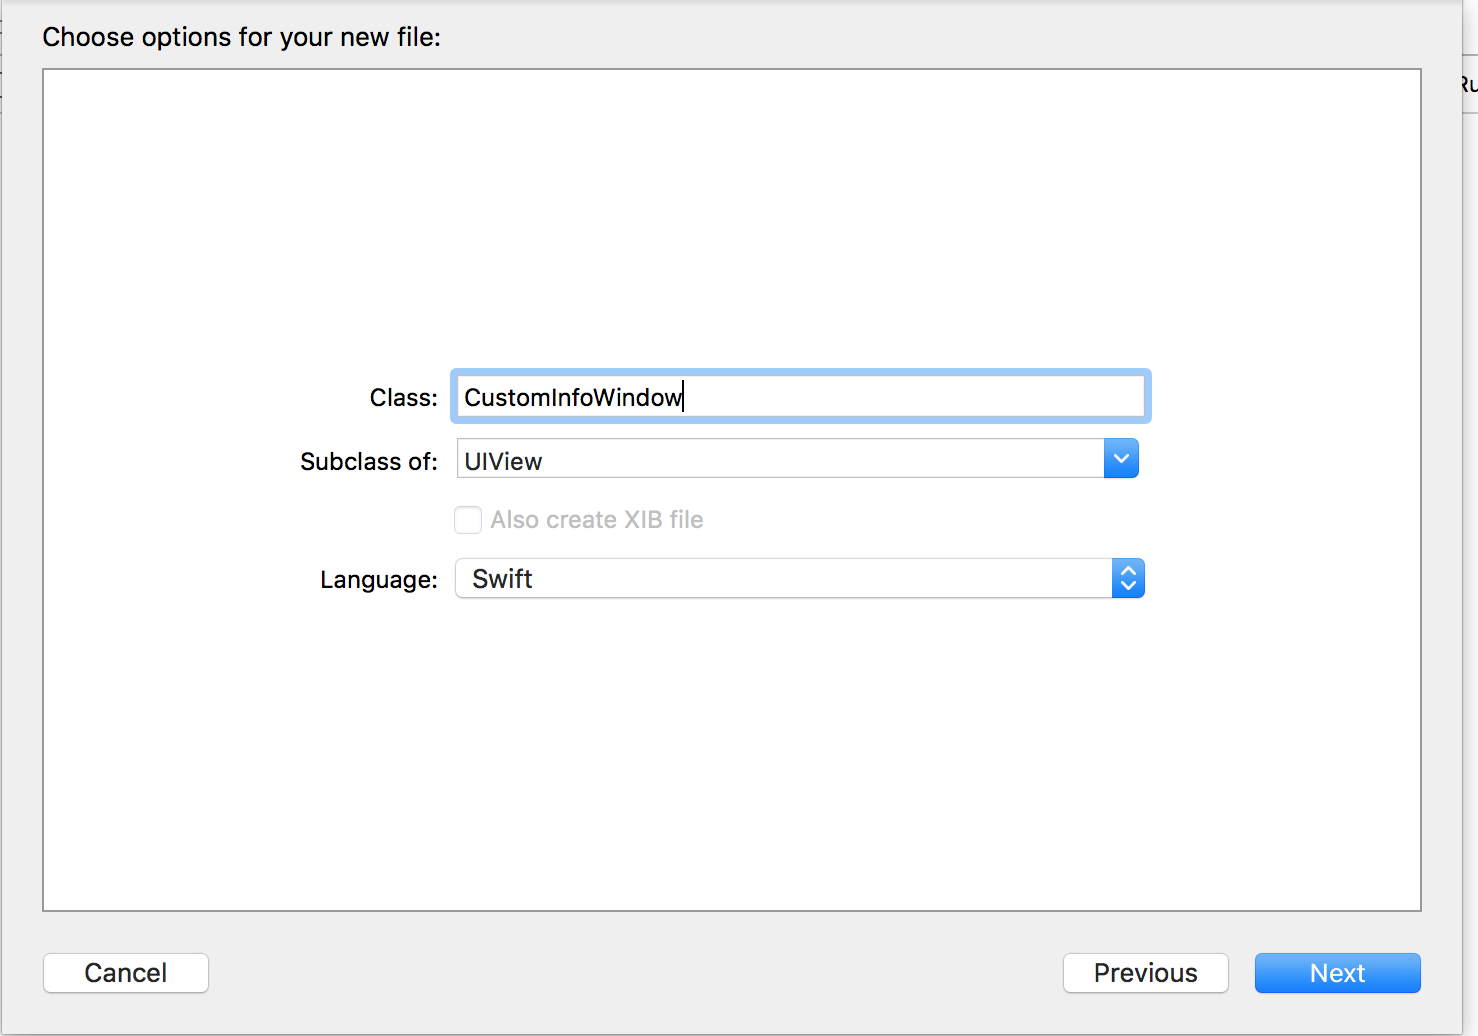 Choose options for your new file:
Ru
Class: CustomInfoWindow
Subclass of: UIView
Also create XIB file
Language: Swift
Cancel Previous Next